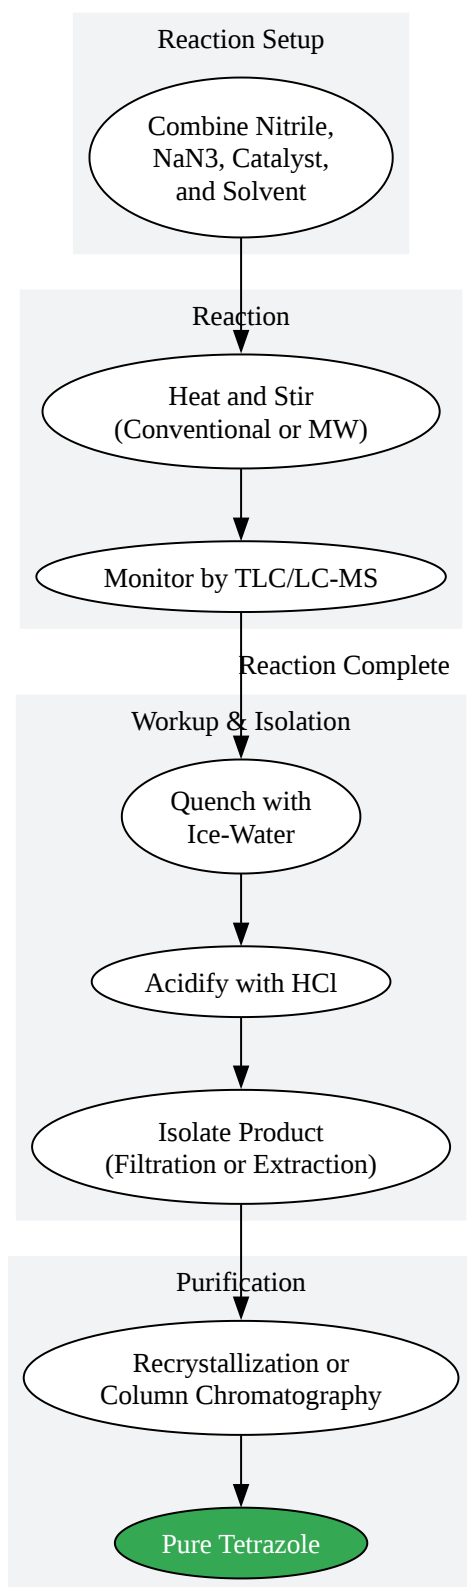 Reaction Setup
Combine Nitrile,
NaN3, Catalyst,
and Solvent
Reaction
Heat and Stir
(Conventional or MW)
Monitor by TLC/LC-MS
Reaction Complete
Workup & Isolation
Quench with
Ice-Water
Acidify with HCl
Isolate Product
(Filtration or Extraction)
Purification
Recrystallization or
Column Chromatography
Pure Tetrazole